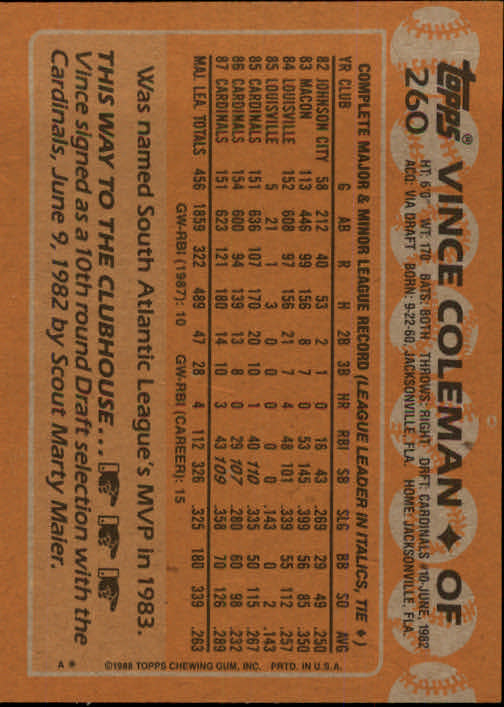 Topps®
260
VINCE COLEMAN ✦ OF
HT: 6'0 WT: 170 BATS: BOTH THROWS: RIGHT DRFT: CARDINALS #10-JUNE, 1982
ACQ: VIA DRAFT BORN: 9-22-60, JACKSONVILLE, FLA. HOME: JACKSONVILLE, FLA.
COMPLETE MAJOR & MINOR LEAGUE RECORD (LEAGUE LEADER IN ITALICS, TIE ✦)
YR CLUB G AB R H 2B 3B HR RBI SB SLG BB SO AVG
82 JOHNSON CITY 58 212 40 53 2 1 0 16 43 .269 29 49 .250
83 MACON 113 446 99 156 8 7 0 53 145 .399 56 85 .350
84 LOUISVILLE 152 608 97 156 21 7 4 48 101 .339 55 112 .257
85 LOUISVILLE 5 21 1 3 0 0 0 0 0 .143 0 2 .143
85 CARDINALS 151 636 107 170 20 10 1 40 110 .335 50 115 .267
86 CARDINALS 154 600 94 139 13 8 0 29 107 .280 60 98 .232
87 CARDINALS 151 623 121 180 14 10 3 43 109 .358 70 126 .289
MAJ. LEA. TOTALS 456 1859 322 489 47 28 4 112 326 .325 180 339 .263
GW-RBI (1987): 10 GW-RBI (CAREER): 15
Was named South Atlantic League's MVP in 1983.
THIS WAY TO THE CLUBHOUSE...
Vince signed as a 10th round Draft selection with the
Cardinals, June 9, 1982 by Scout Marty Maier.
A * ©1988 TOPPS CHEWING GUM, INC. PRTD. IN U.S.A.